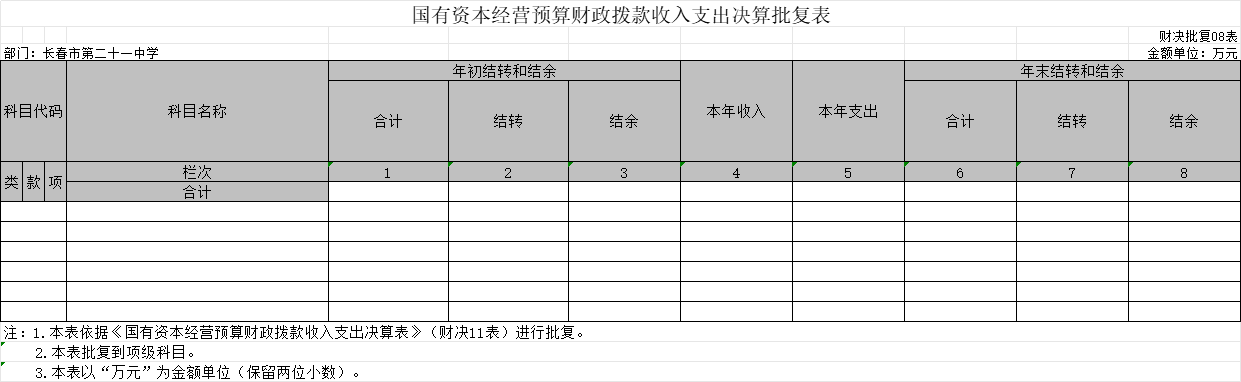 国有资本经营预算财政拨款收入支出决算批复表
财决批复08表
部门：长春市第二十一中学 金额单位：万元
科目代码 科目名称 年初结转和结余 本年收入 本年支出 年末结转和结余
合计 结转 结余 合计 结转 结余
类 款 项 栏次 1 2 3 4 5 6 7 8
合计
注：1.本表依据《国有资本经营预算财政拨款收入支出决算表》（财决11表）进行批复。
2.本表批复到项级科目。
3.本表以“万元”为金额单位（保留两位小数）。